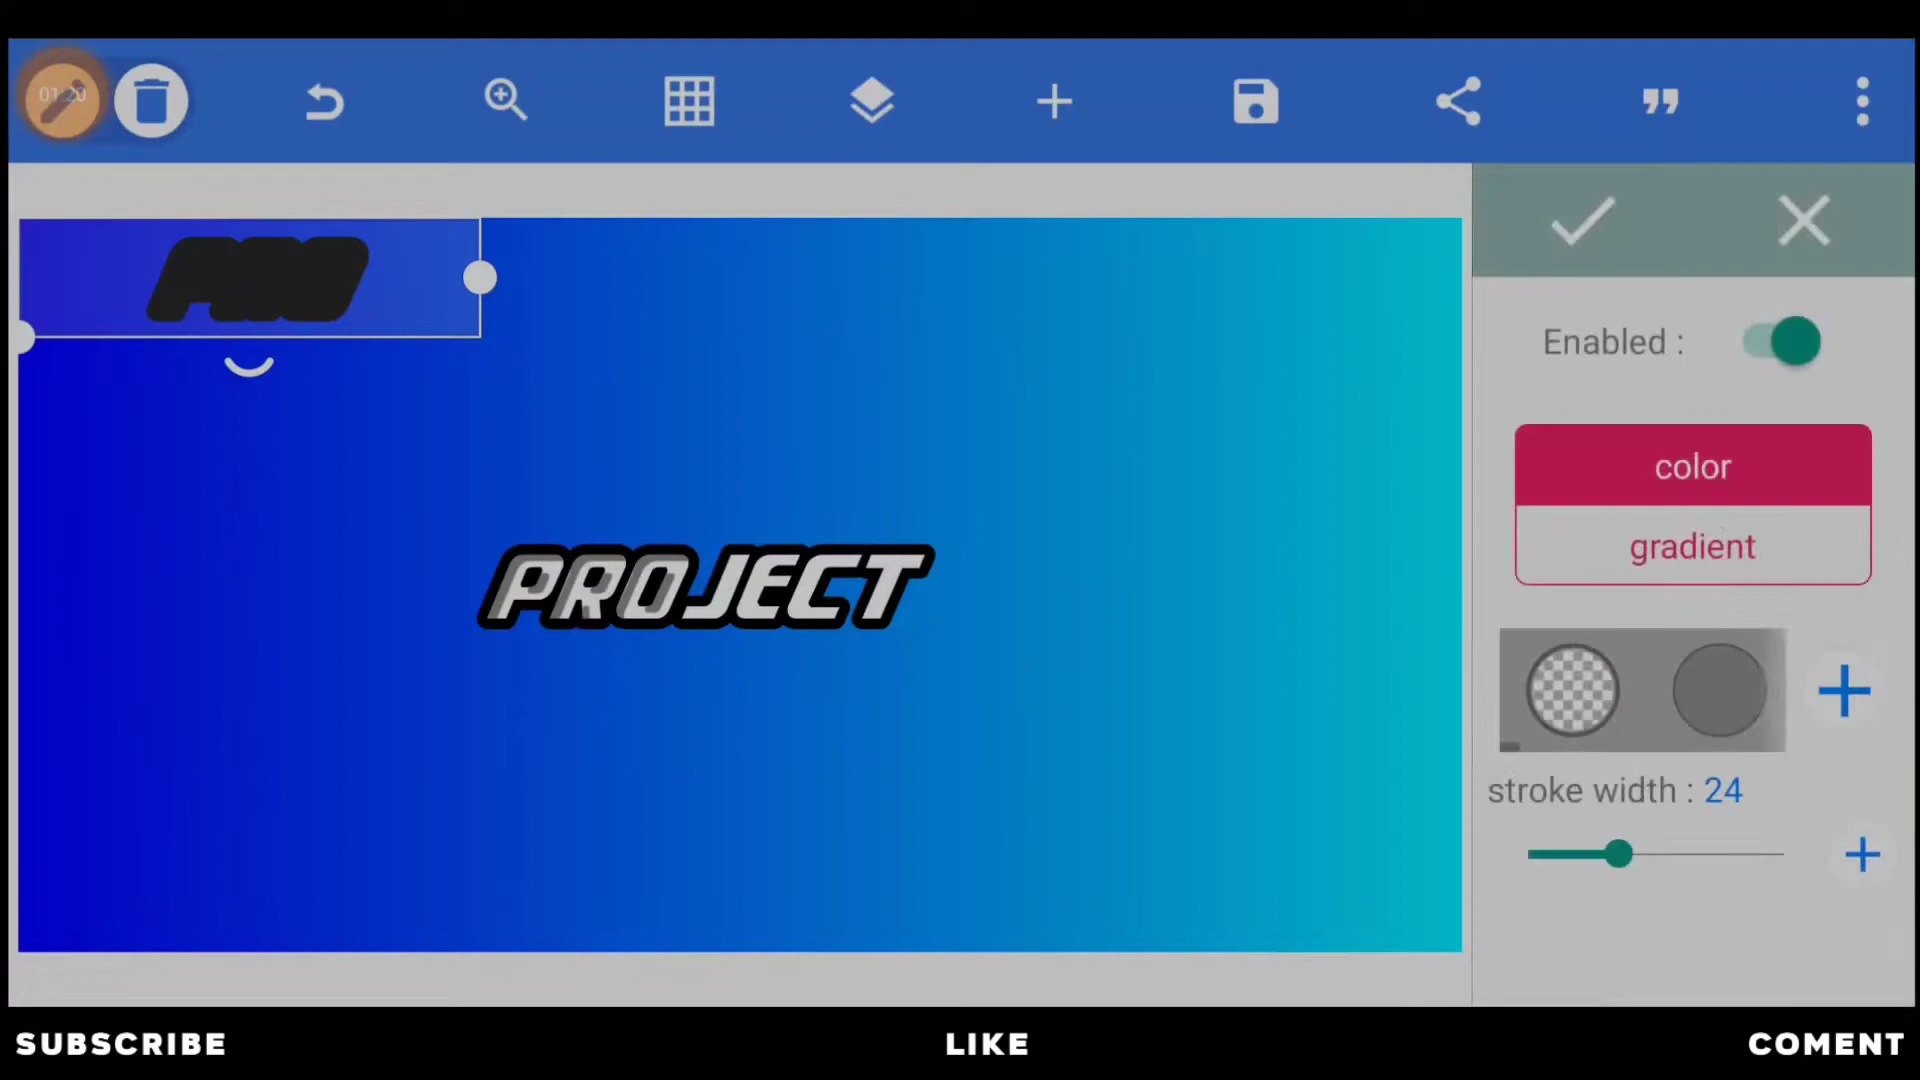 01:20
Enabled :
color
gradient
PROJECT
stroke width : 24
SUBSCRIBE
LIKE
COMENT